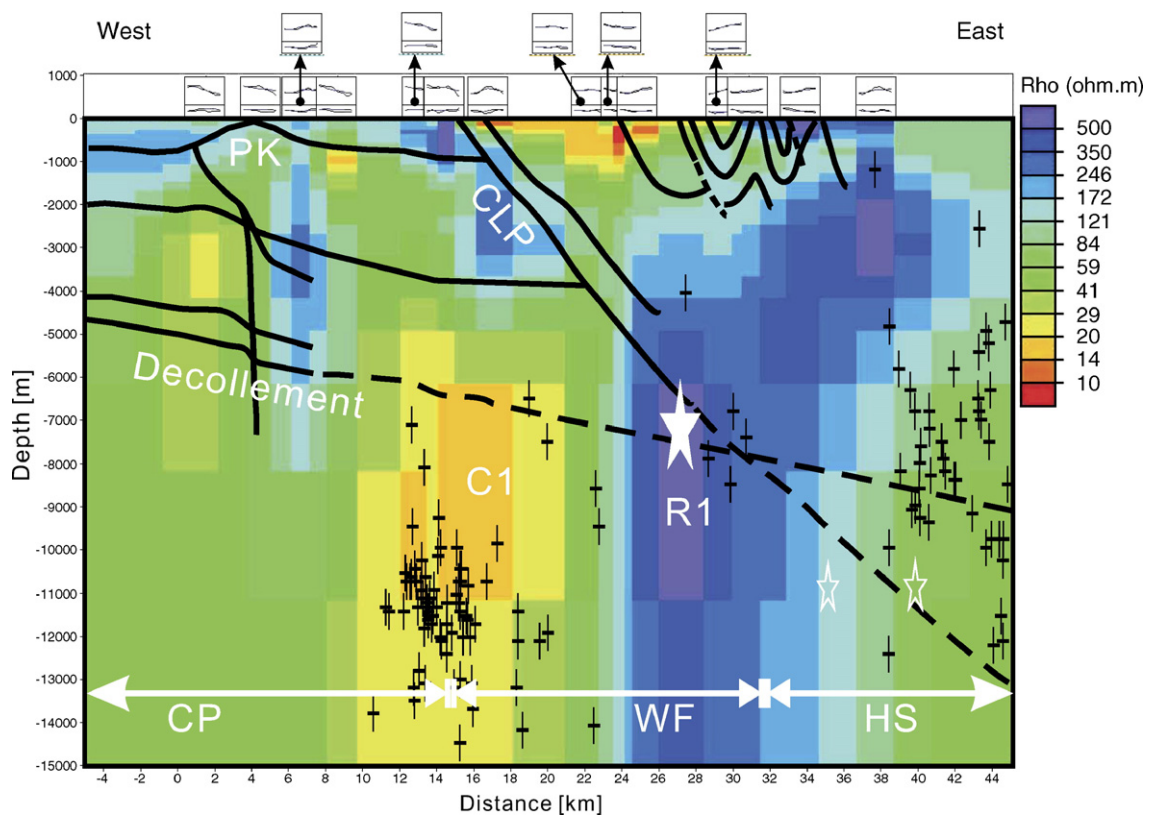 West
East
Rho (ohm.m)
500
350
246
172
121
84
59
41
29
20
14
10
1000
0
-1000
-2000
-3000
-4000
-5000
-6000
-7000
-8000
-9000
-10000
-11000
-12000
-13000
-14000
-15000
Depth [m]
PK
CLP
Decollement
C1
R1
CP
WF
HS
-4 -2 0 2 4 6 8 10 12 14 16 18 20 22 24 26 28 30 32 34 36 38 40 42 44
Distance [km]